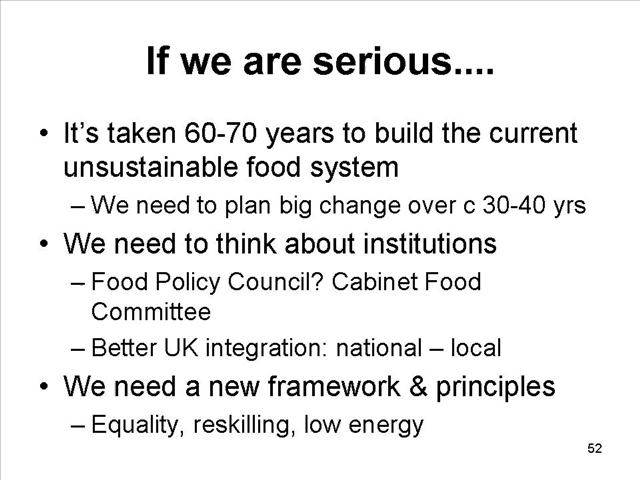 If we are serious....
• It's taken 60-70 years to build the current
unsustainable food system
– We need to plan big change over c 30-40 yrs
• We need to think about institutions
– Food Policy Council? Cabinet Food
Committee
– Better UK integration: national – local
• We need a new framework & principles
– Equality, reskilling, low energy
52